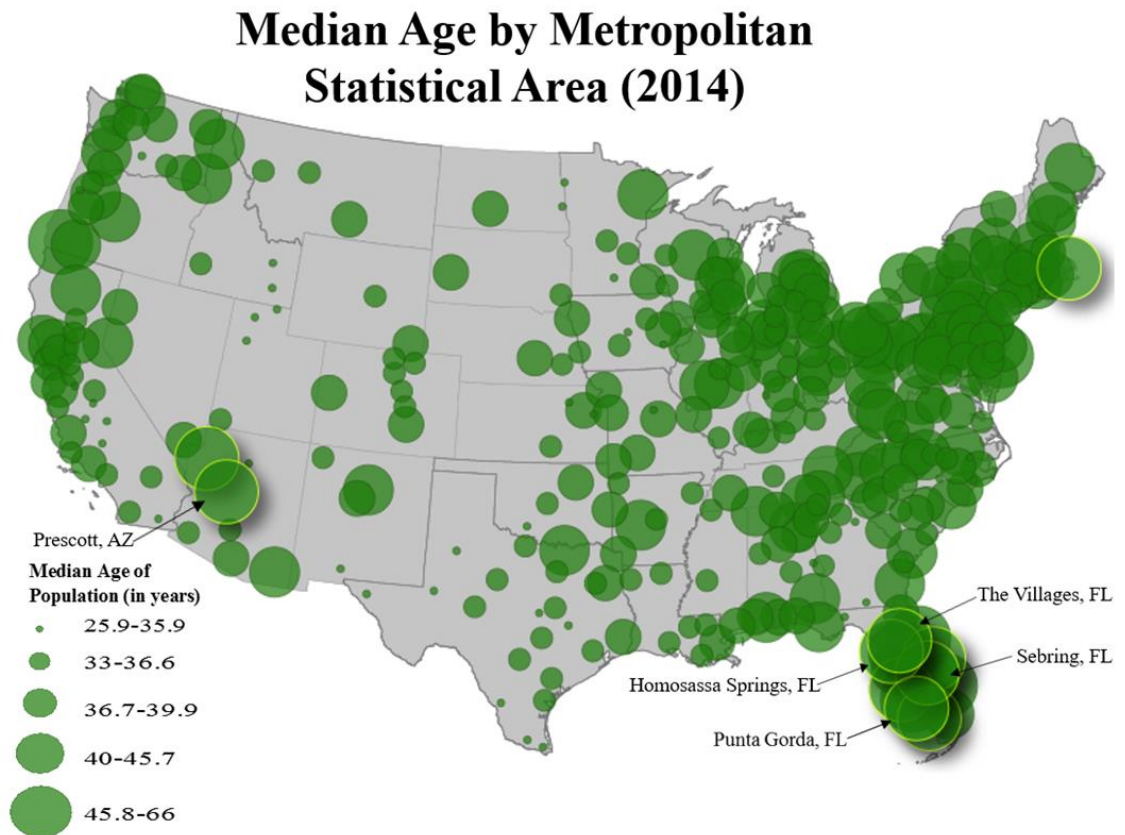 Median Age by Metropolitan
Statistical Area (2014)
Prescott, AZ
Median Age of
Population (in years)
25.9-35.9
33-36.6
36.7-39.9
40-45.7
45.8-66
The Villages, FL
Sebring, FL
Homosassa Springs, FL
Punta Gorda, FL